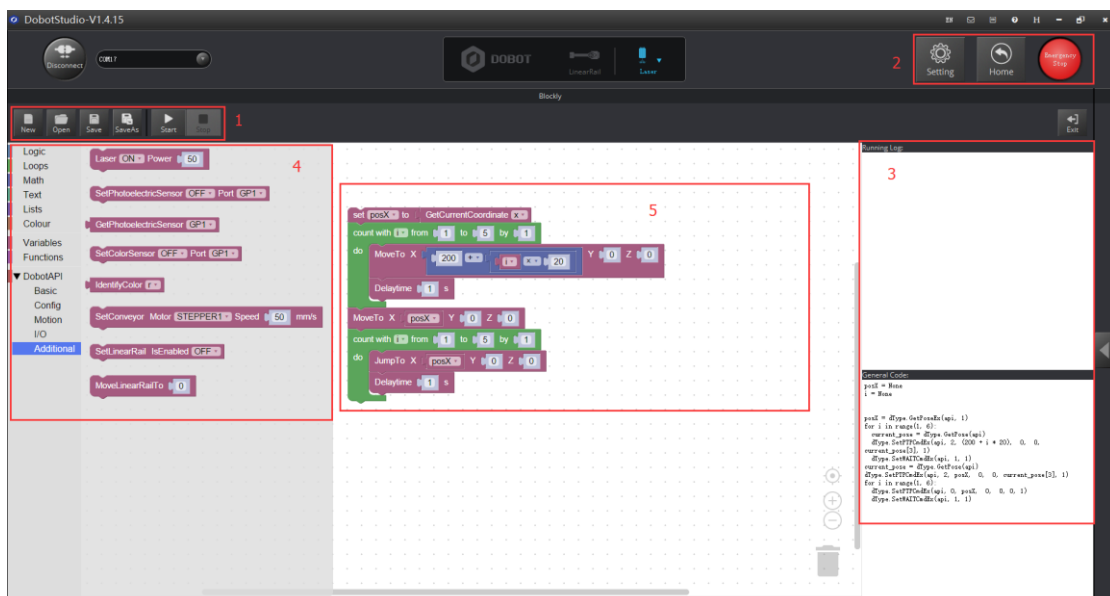 DobotStudio-V1.4.15
Disconnect
COM17
DOBOT
LinearRail
Laser
2
Setting
Home
Emergency
Stop
Blockly
New
Open
Save
SaveAs
Start
Stop
1
Exit
Logic
Loops
Math
Text
Lists
Colour
Variables
Functions
DobotAPI
Basic
Config
Motion
I/O
Additional
Laser ON Power 50
4
SetPhotoelectricSensor OFF Port GP1
GetPhotoelectricSensor GP1
SetColorSensor OFF Port GP1
IdentifyColor r
SetConveyor Motor STEPPER1 Speed 50 mm/s
SetLinearRail IsEnabled OFF
MoveLinearRailTo 0
5
set posX to GetCurrentCoordinate x
count with i from 1 to 5 by 1
do MoveTo X 200 + i × 20 Y 0 Z 0
Delaytime 1 s
MoveTo X posX Y 0 Z 0
count with i from 1 to 5 by 1
do JumpTo X posX Y 0 Z 0
Delaytime 1 s
Running Log:
3
General Code:
posX = None
i = None
posX = dType.GetPoseEx(api, 1)
for i in range(1, 6):
current_pose = dType.GetPose(api)
dType.SetPTPCmdEx(api, 2, (200 + i * 20), 0, 0,
current_pose[3], 1)
dType.SetWAITCmdEx(api, 1, 1)
current_pose = dType.GetPose(api)
dType.SetPTPCmdEx(api, 2, posX, 0, 0, current_pose[3], 1)
for i in range(1, 6):
dType.SetPTPCmdEx(api, 0, posX, 0, 0, 0, 1)
dType.SetWAITCmdEx(api, 1, 1)